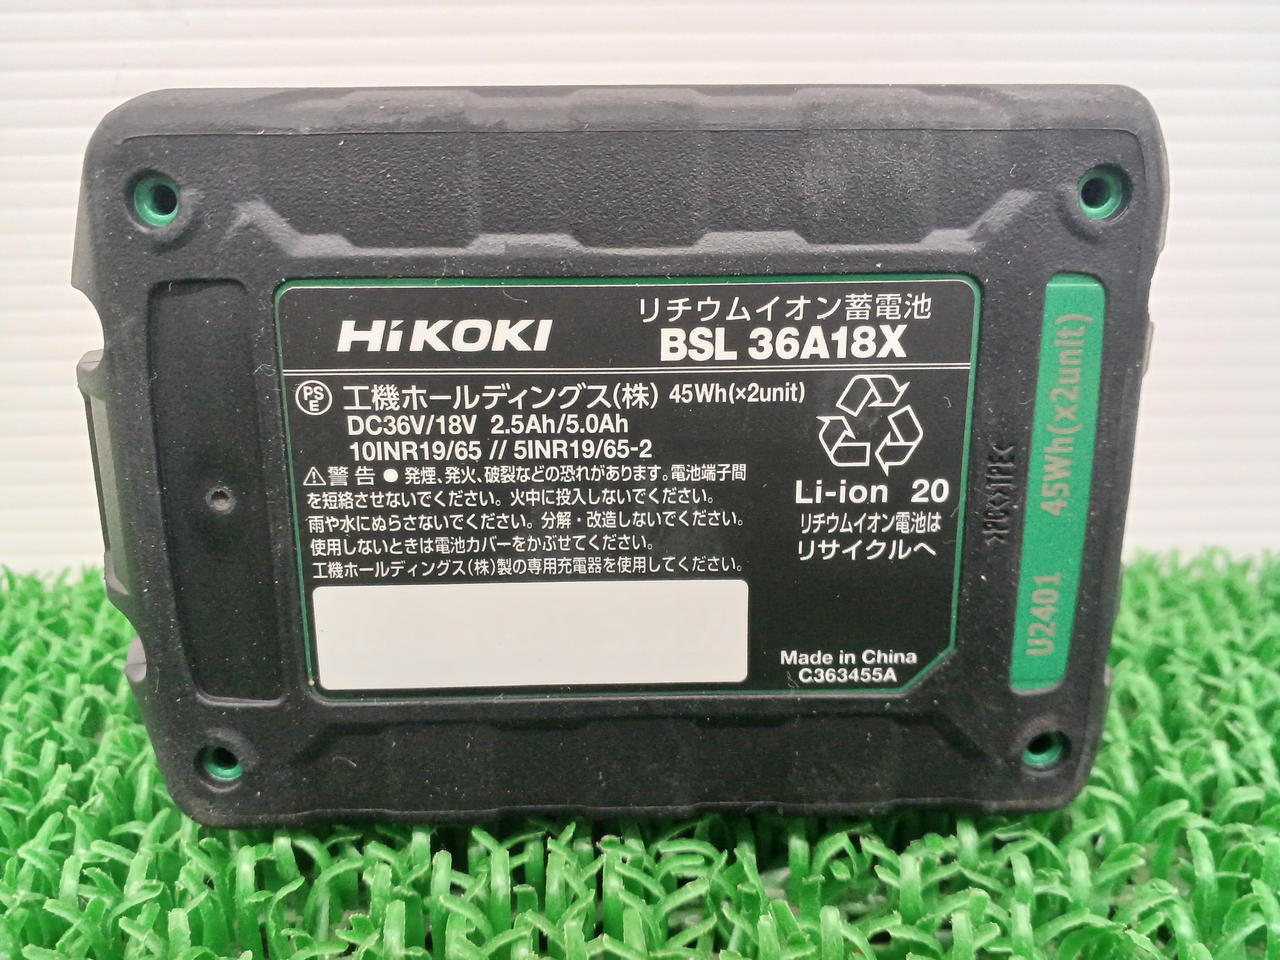 HiKOKI
リチウムイオン蓄電池
BSL 36A18X
PSE 工機ホールディングス(株) 45Wh(×2unit)
DC36V/18V 2.5Ah/5.0Ah
10INR19/65 // 5INR19/65-2
⚠警告 ● 発煙、発火、破裂などの恐れがあります。電池端子間
を短絡させないでください。火中に投入しないでください。
雨や水にぬらさないでください。分解・改造しないでください。
使用しないときは電池カバーをかぶせてください。
工機ホールディングス(株)製の専用充電器を使用してください。
Li-ion 20
リチウムイオン電池は
リサイクルへ
Made in China
C363455A
>PC<>TPE<
U2401 45Wh(x2unit)